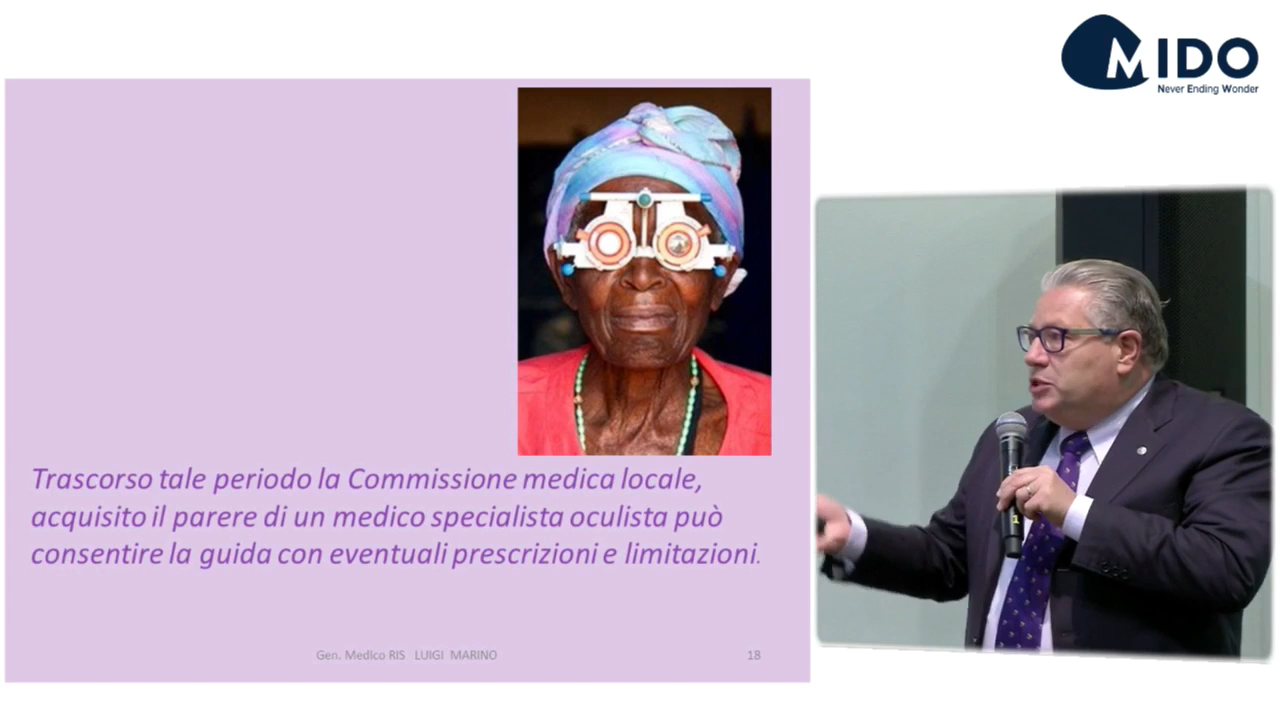 MIDO
Never Ending Wonder
Trascorso tale periodo la Commissione medica locale,
acquisito il parere di un medico specialista oculista può
consentire la guida con eventuali prescrizioni e limitazioni.
Gen. Medico RIS LUIGI MARINO
18
1